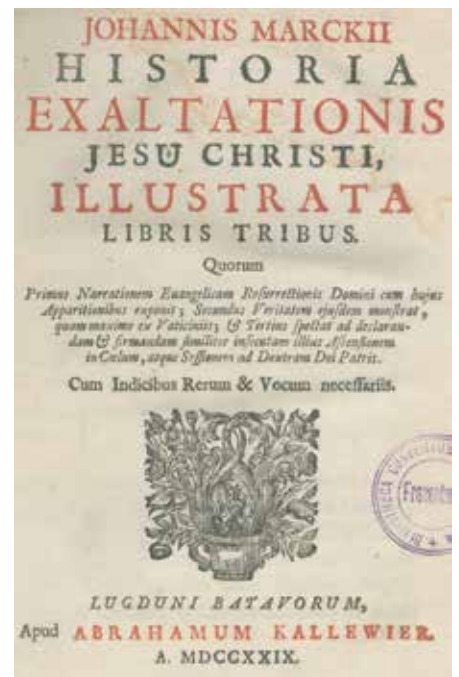 JOHANNIS MARCKII
HISTORIA
EXALTATIONIS
JESU CHRISTI,
ILLUSTRATA
LIBRIS TRIBUS.
Quorum
Primus Narrationem Euangelicam Resurrectionis Domini cum hujus
Apparitionibus exponit; Secundus Veritatem ejusdem monstrat,
quam maxime ex Vaticiniis; & Tertius spectat ad declaran-
dam & firmandam similiter insecutam illius Ascensionem
in Cœlum, atque Sessionem ad Dextram Dei Patris.
Cum Indicibus Rerum & Vocum necessariis.
LUGDUNI BATAVORUM,
Apud ABRAHAMUM KALLEWIER.
A. MDCCXXIX.